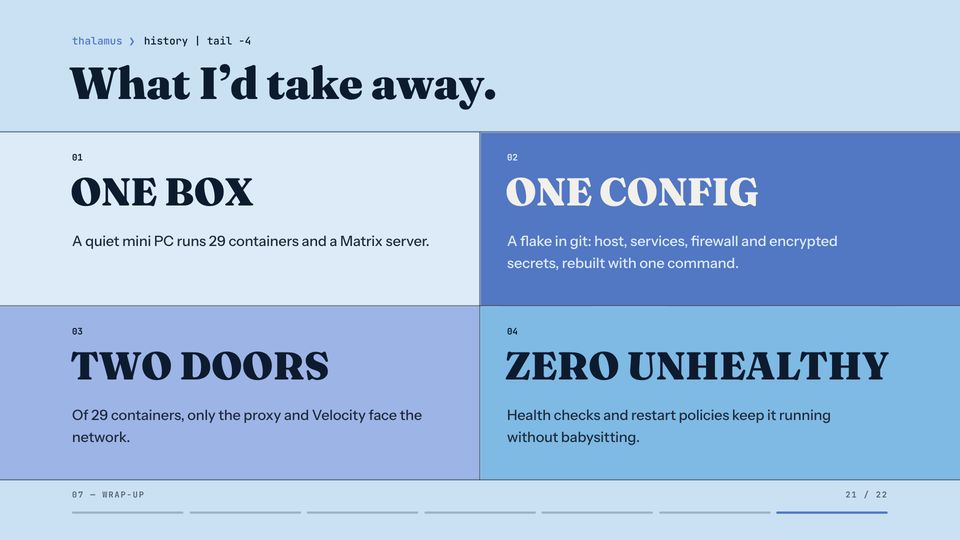 thalamus ❯ history | tail -4
What I’d take away.
01
ONE BOX
A quiet mini PC runs 29 containers and a Matrix server.
02
ONE CONFIG
A flake in git: host, services, firewall and encrypted
secrets, rebuilt with one command.
03
TWO DOORS
Of 29 containers, only the proxy and Velocity face the
network.
04
ZERO UNHEALTHY
Health checks and restart policies keep it running
without babysitting.
07 — WRAP-UP
21 / 22